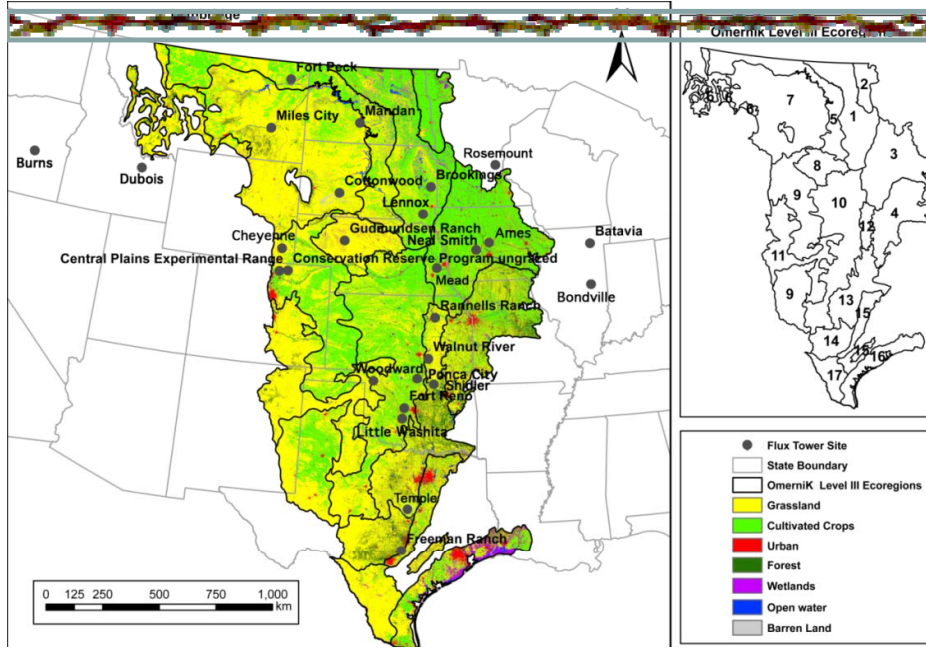 Omernik Level III Ecoregion
Fort Peck
Miles City
Mandan
Rosemount
Burns
Dubois
Cottonwood
Brookings
Lennox
Gudmundsen Ranch
Ames
Cheyenne
Neal Smith
Batavia
Central Plains Experimental Range
Conservation Reserve Program ungrazed
Mead
Bondville
Rannells Ranch
Walnut River
Woodward
Ponca City
Shidler
Fort Reno
Little Washita
Temple
Freeman Ranch
0 125 250 500 750 1,000
km
2
6 6
7
1
6
5
3
8
9
10
4
12
11
9
13
15
14
15
16
17
Flux Tower Site
State Boundary
OmerniK Level III Ecoregions
Grassland
Cultivated Crops
Urban
Forest
Wetlands
Open water
Barren Land